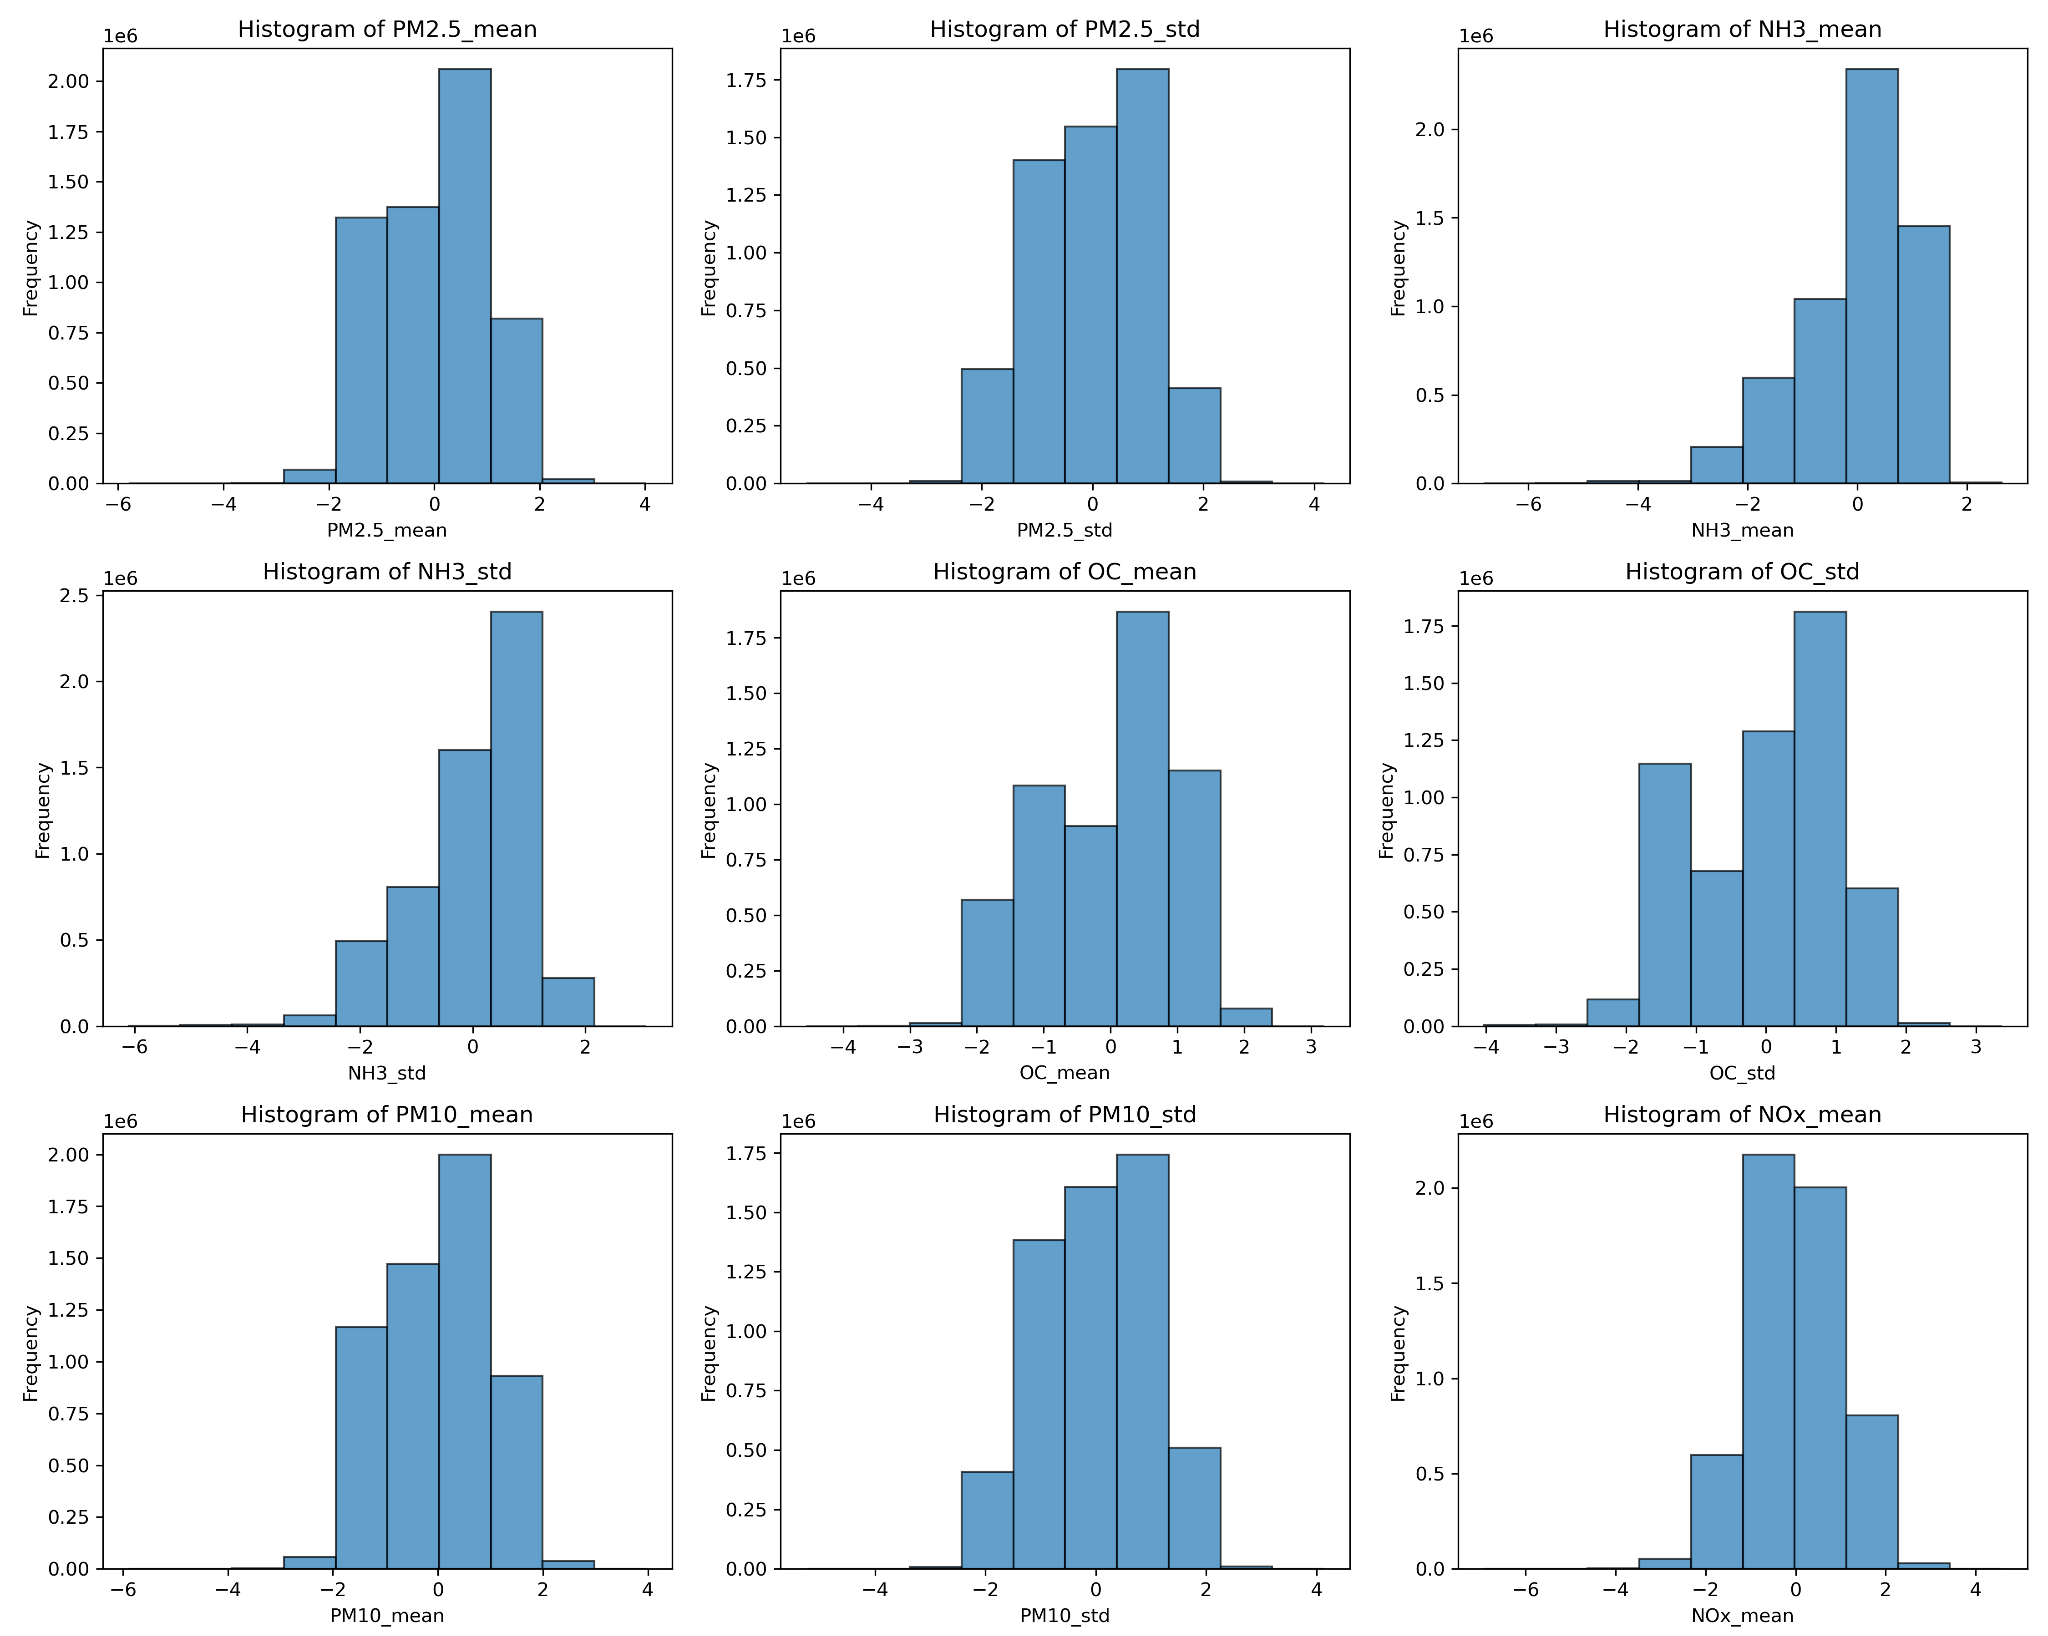 Histogram of PM2.5_mean
1e6
2.00
1.75
1.50
1.25
1.00
0.75
0.50
0.25
0.00
Frequency
−6 −4 −2 0 2 4
PM2.5_mean
Histogram of PM2.5_std
1e6
1.75
1.50
1.25
1.00
0.75
0.50
0.25
0.00
Frequency
−4 −2 0 2 4
PM2.5_std
Histogram of NH3_mean
1e6
2.0
1.5
1.0
0.5
0.0
Frequency
−6 −4 −2 0 2
NH3_mean
Histogram of NH3_std
1e6
2.5
2.0
1.5
1.0
0.5
0.0
Frequency
−6 −4 −2 0 2
NH3_std
Histogram of OC_mean
1e6
1.75
1.50
1.25
1.00
0.75
0.50
0.25
0.00
Frequency
−4 −3 −2 −1 0 1 2 3
OC_mean
Histogram of OC_std
1e6
1.75
1.50
1.25
1.00
0.75
0.50
0.25
0.00
Frequency
−4 −3 −2 −1 0 1 2 3
OC_std
Histogram of PM10_mean
1e6
2.00
1.75
1.50
1.25
1.00
0.75
0.50
0.25
0.00
Frequency
−6 −4 −2 0 2 4
PM10_mean
Histogram of PM10_std
1e6
1.75
1.50
1.25
1.00
0.75
0.50
0.25
0.00
Frequency
−4 −2 0 2 4
PM10_std
Histogram of NOx_mean
1e6
2.0
1.5
1.0
0.5
0.0
Frequency
−6 −4 −2 0 2 4
NOx_mean